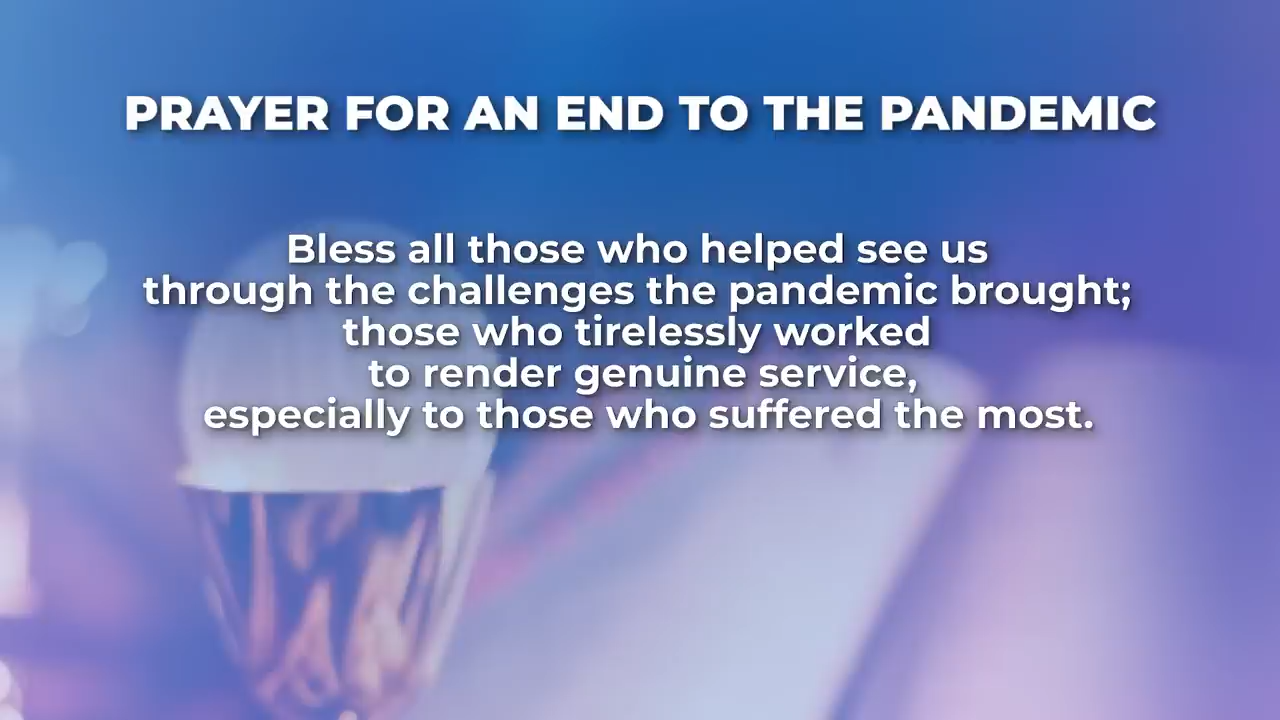 PRAYER FOR AN END TO THE PANDEMIC
Bless all those who helped see us
through the challenges the pandemic brought;
those who tirelessly worked
to render genuine service,
especially to those who suffered the most.